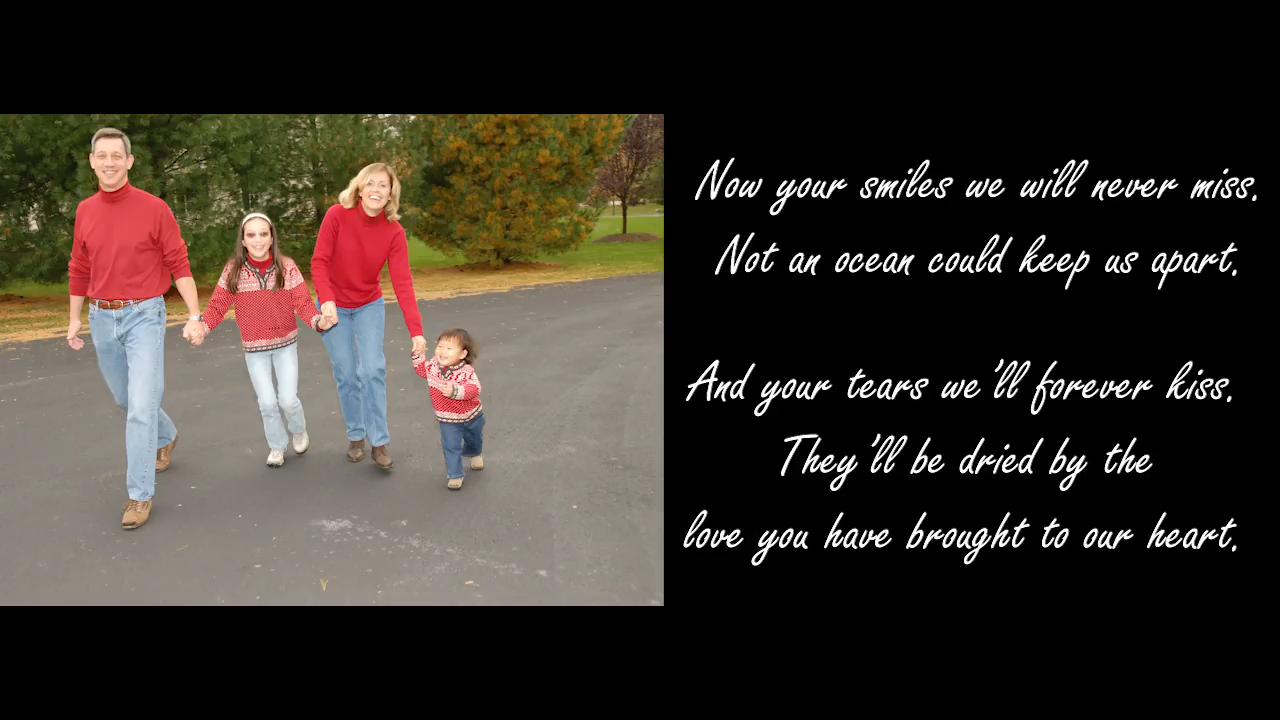 Now your smiles we will never miss.
Not an ocean could keep us apart.
And your tears we'll forever kiss.
They'll be dried by the
love you have brought to our heart.